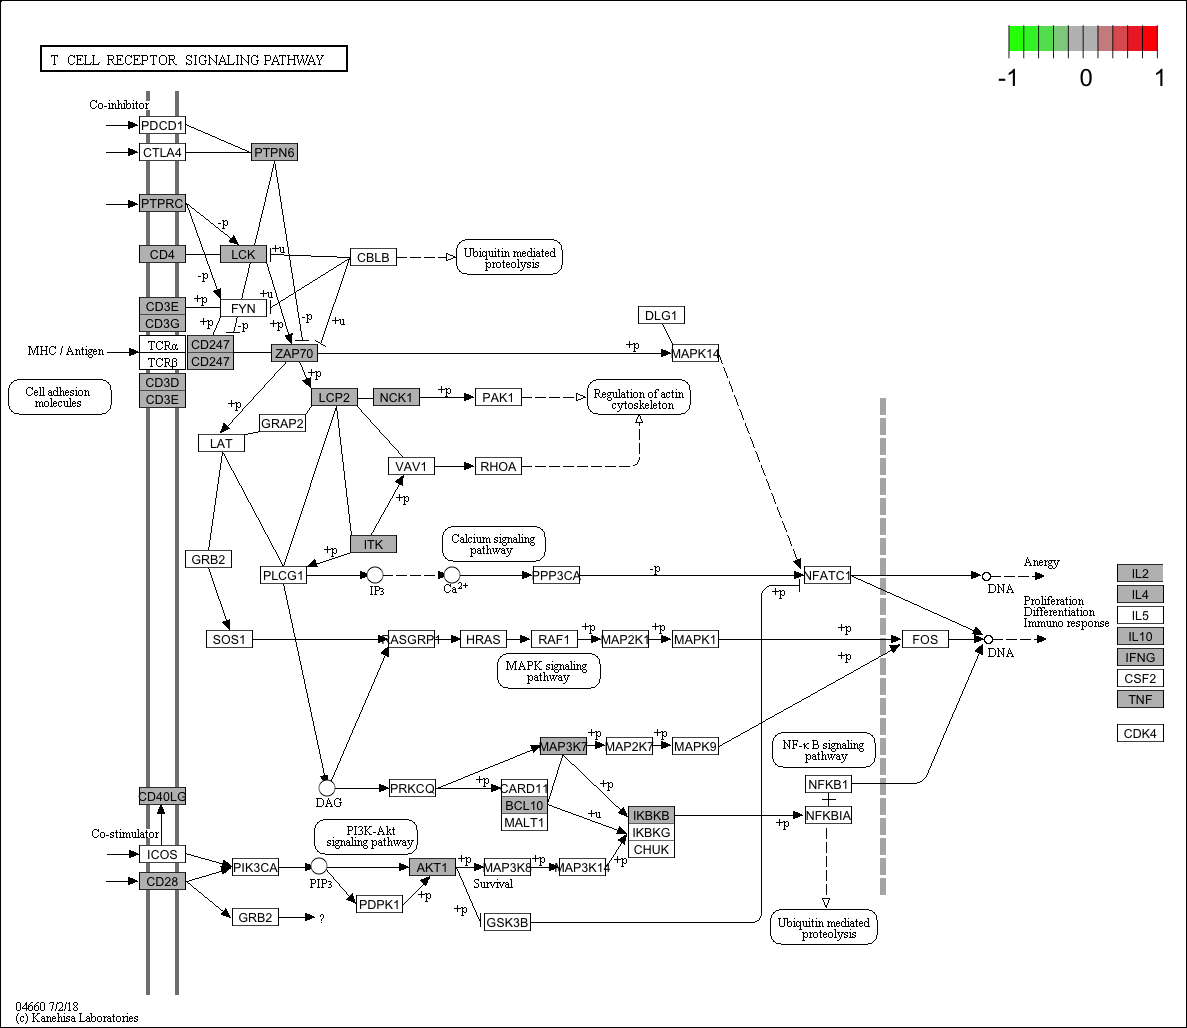 T CELL RECEPTOR SIGNALING PATHWAY
-1 0 1
Co-inhibitor
PDCD1
CTLA4
PTPN6
PTPRC
-p
CD4
LCK
+u
CBLB
Ubiquitin mediated
proteolysis
-p
+u
CD3E
+p
FYN
CD3G
+p
-p
+p
-p
+u
DLG1
MHC / Antigen
TCRα
CD247
TCRβ
CD247
ZAP70
+p
MAPK14
+p
Cell adhesion
molecules
CD3D
CD3E
+p
LCP2
NCK1
+p
PAK1
Regulation of actin
cytoskeleton
GRAP2
LAT
VAV1
RHOA
+p
ITK
Calcium signaling
pathway
+p
GRB2
PLCG1
IP3
Ca2+
PPP3CA
-p
NFATC1
+p
DNA
Anergy
Proliferation
Differentiation
Immuno response
IL2
IL4
IL5
IL10
IFNG
CSF2
TNF
CDK4
SOS1
RASGRP1
HRAS
RAF1
+p
MAP2K1
+p
MAPK1
+p
FOS
DNA
+p
MAPK signaling
pathway
MAP3K7
+p
MAP2K7
+p
MAPK9
NF-κ B signaling
pathway
DAG
PRKCQ
+p
CARD11
BCL10
MALT1
+p
+u
IKBKB
IKBKG
CHUK
+p
NFKB1
NFKBIA
CD40LG
Co-stimulator
ICOS
CD28
PI3K-Akt
signaling pathway
PIK3CA
PIP3
AKT1
+p
MAP3K8
+p
MAP3K14
+p
Survival
PDPK1
+p
+p
GRB2
?
GSK3B
Ubiquitin mediated
proteolysis
04660 7/2/18
(c) Kanehisa Laboratories